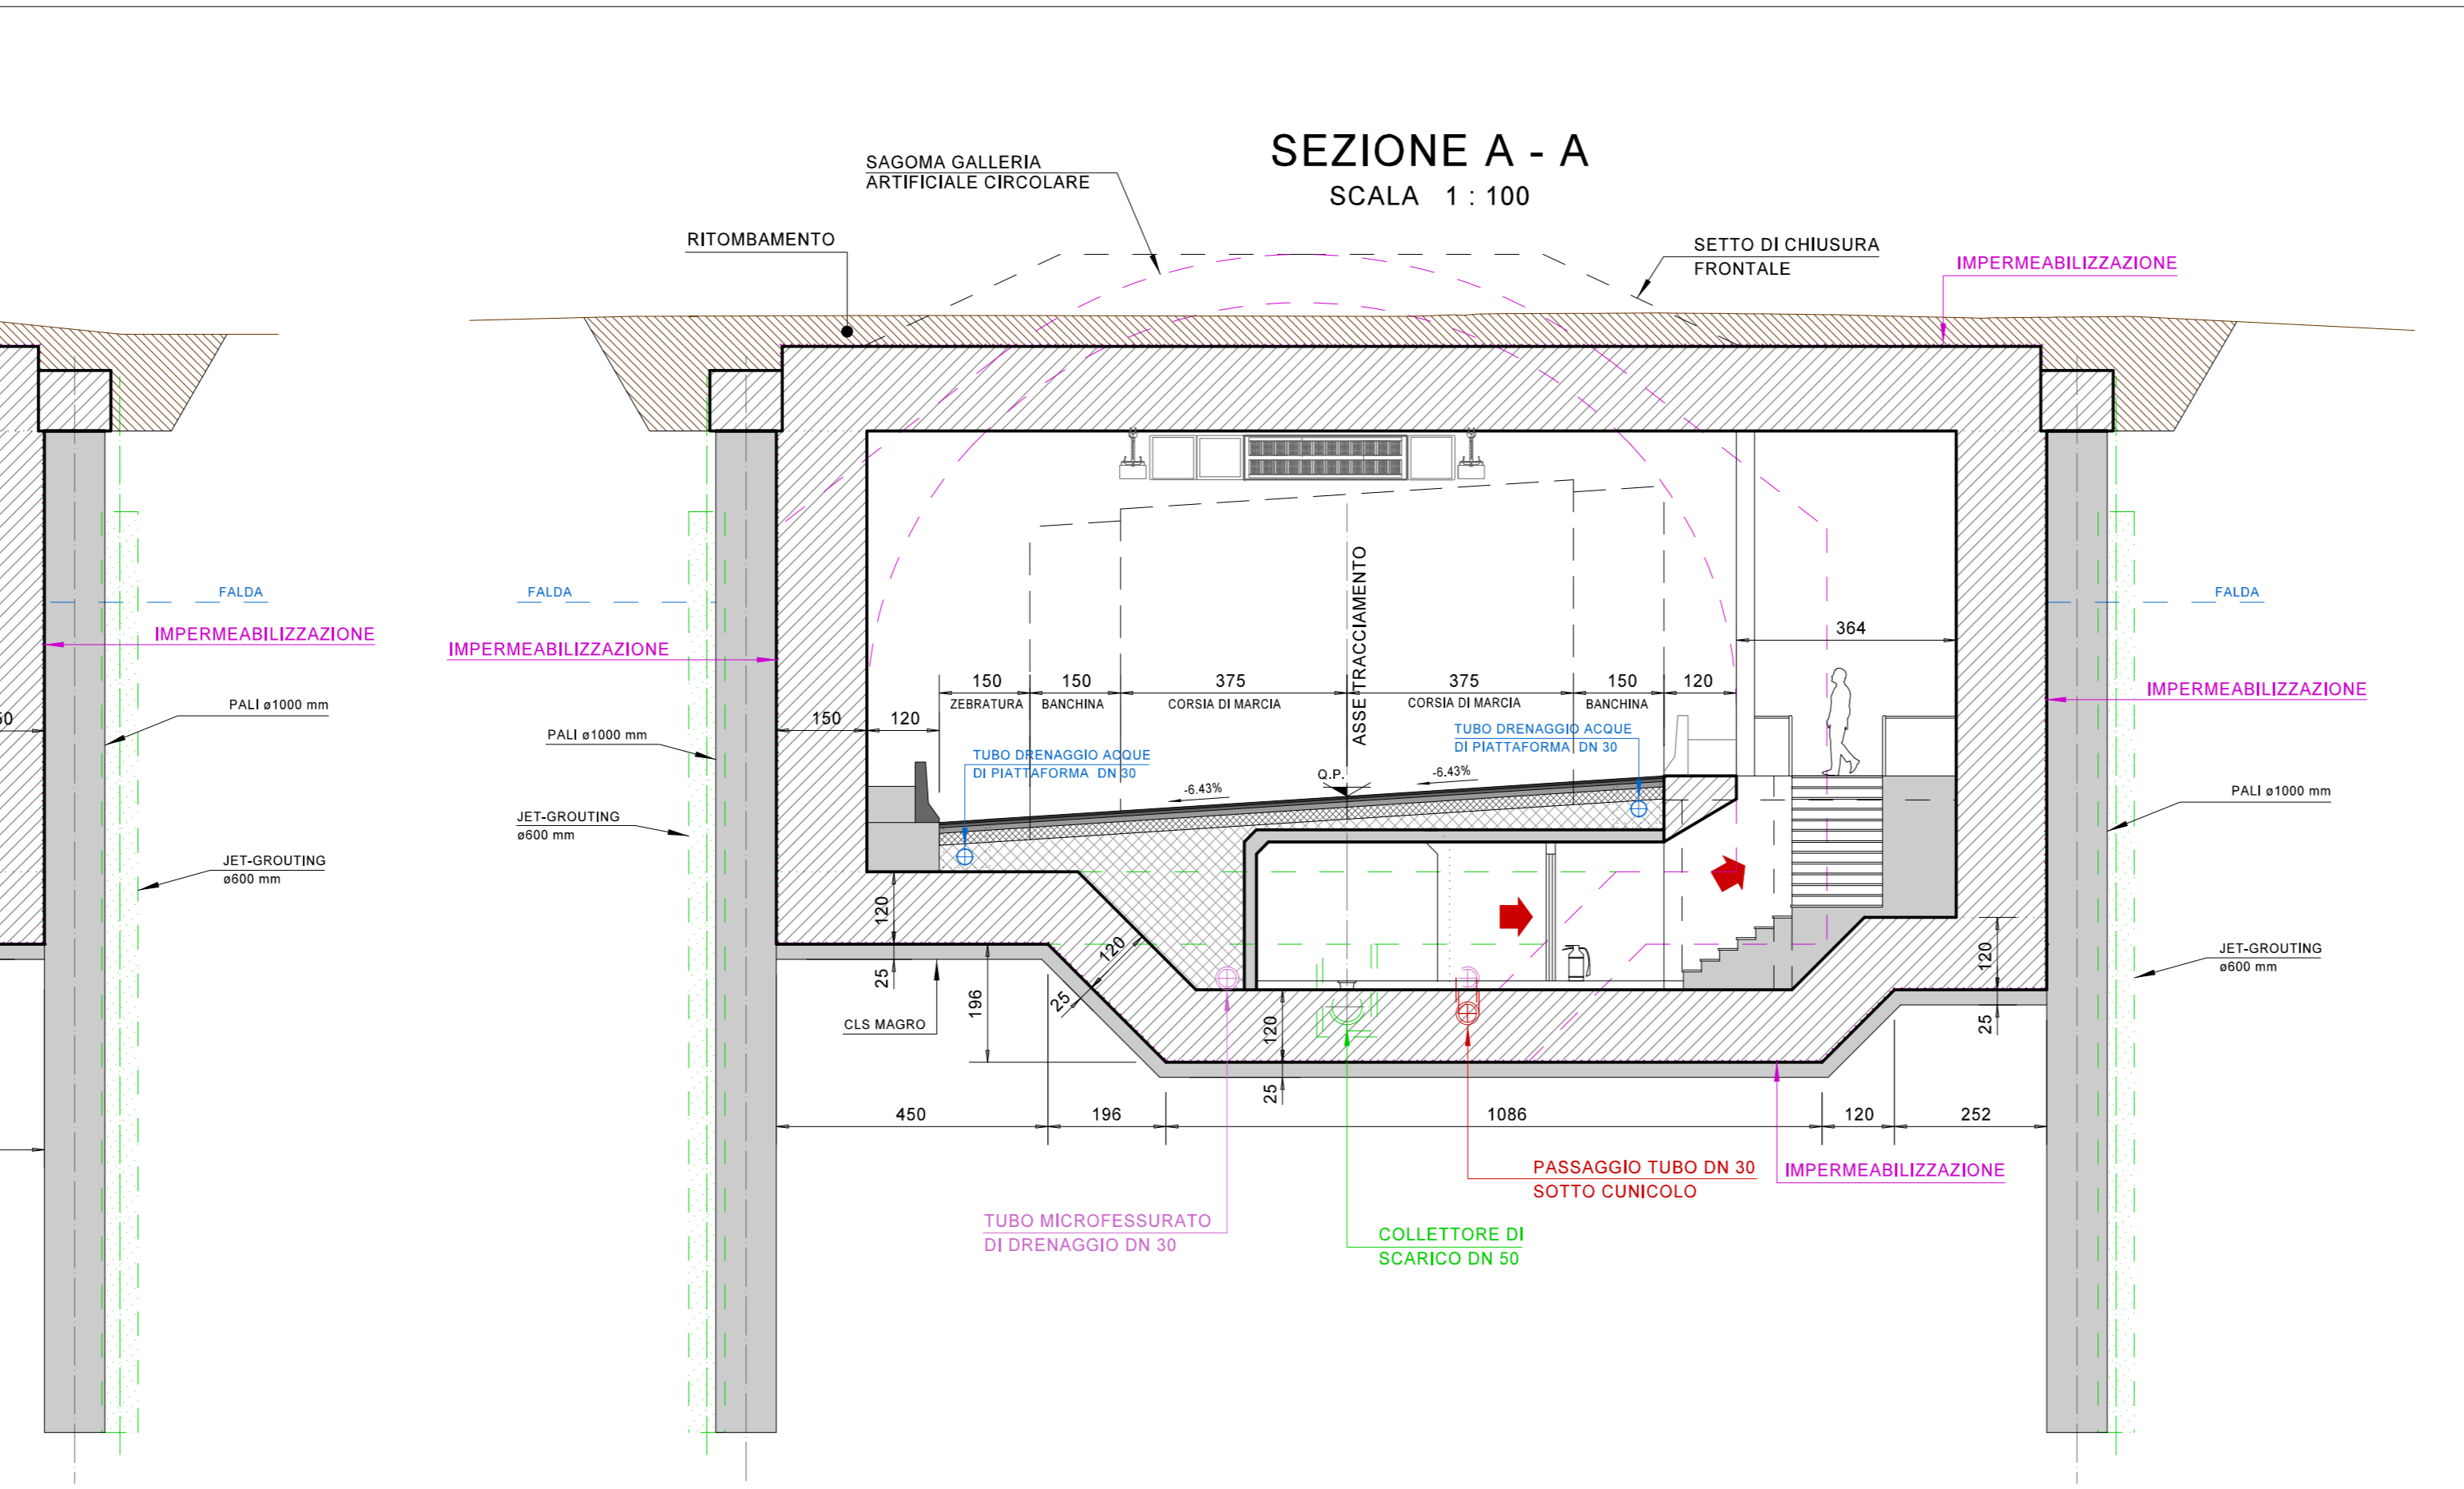 SEZIONE A - A
SCALA 1 : 100
SAGOMA GALLERIA
ARTIFICIALE CIRCOLARE
RITOMBAMENTO
SETTO DI CHIUSURA
FRONTALE
IMPERMEABILIZZAZIONE
FALDA
IMPERMEABILIZZAZIONE
PALI ø1000 mm
JET-GROUTING
ø600 mm
FALDA
IMPERMEABILIZZAZIONE
PALI ø1000 mm
JET-GROUTING
ø600 mm
150
120
150
ZEBRATURA
150
BANCHINA
375
CORSIA DI MARCIA
ASSE TRACCIAMENTO
375
CORSIA DI MARCIA
150
BANCHINA
120
364
TUBO DRENAGGIO ACQUE
DI PIATTAFORMA DN 30
TUBO DRENAGGIO ACQUE
DI PIATTAFORMA DN 30
-6.43%
Q.P.
-6.43%
FALDA
IMPERMEABILIZZAZIONE
PALI ø1000 mm
JET-GROUTING
ø600 mm
120
25
CLS MAGRO
196
120
25
120
25
120
25
450
196
1086
120
252
TUBO MICROFESSURATO
DI DRENAGGIO DN 30
COLLETTORE DI
SCARICO DN 50
PASSAGGIO TUBO DN 30
SOTTO CUNICOLO
IMPERMEABILIZZAZIONE